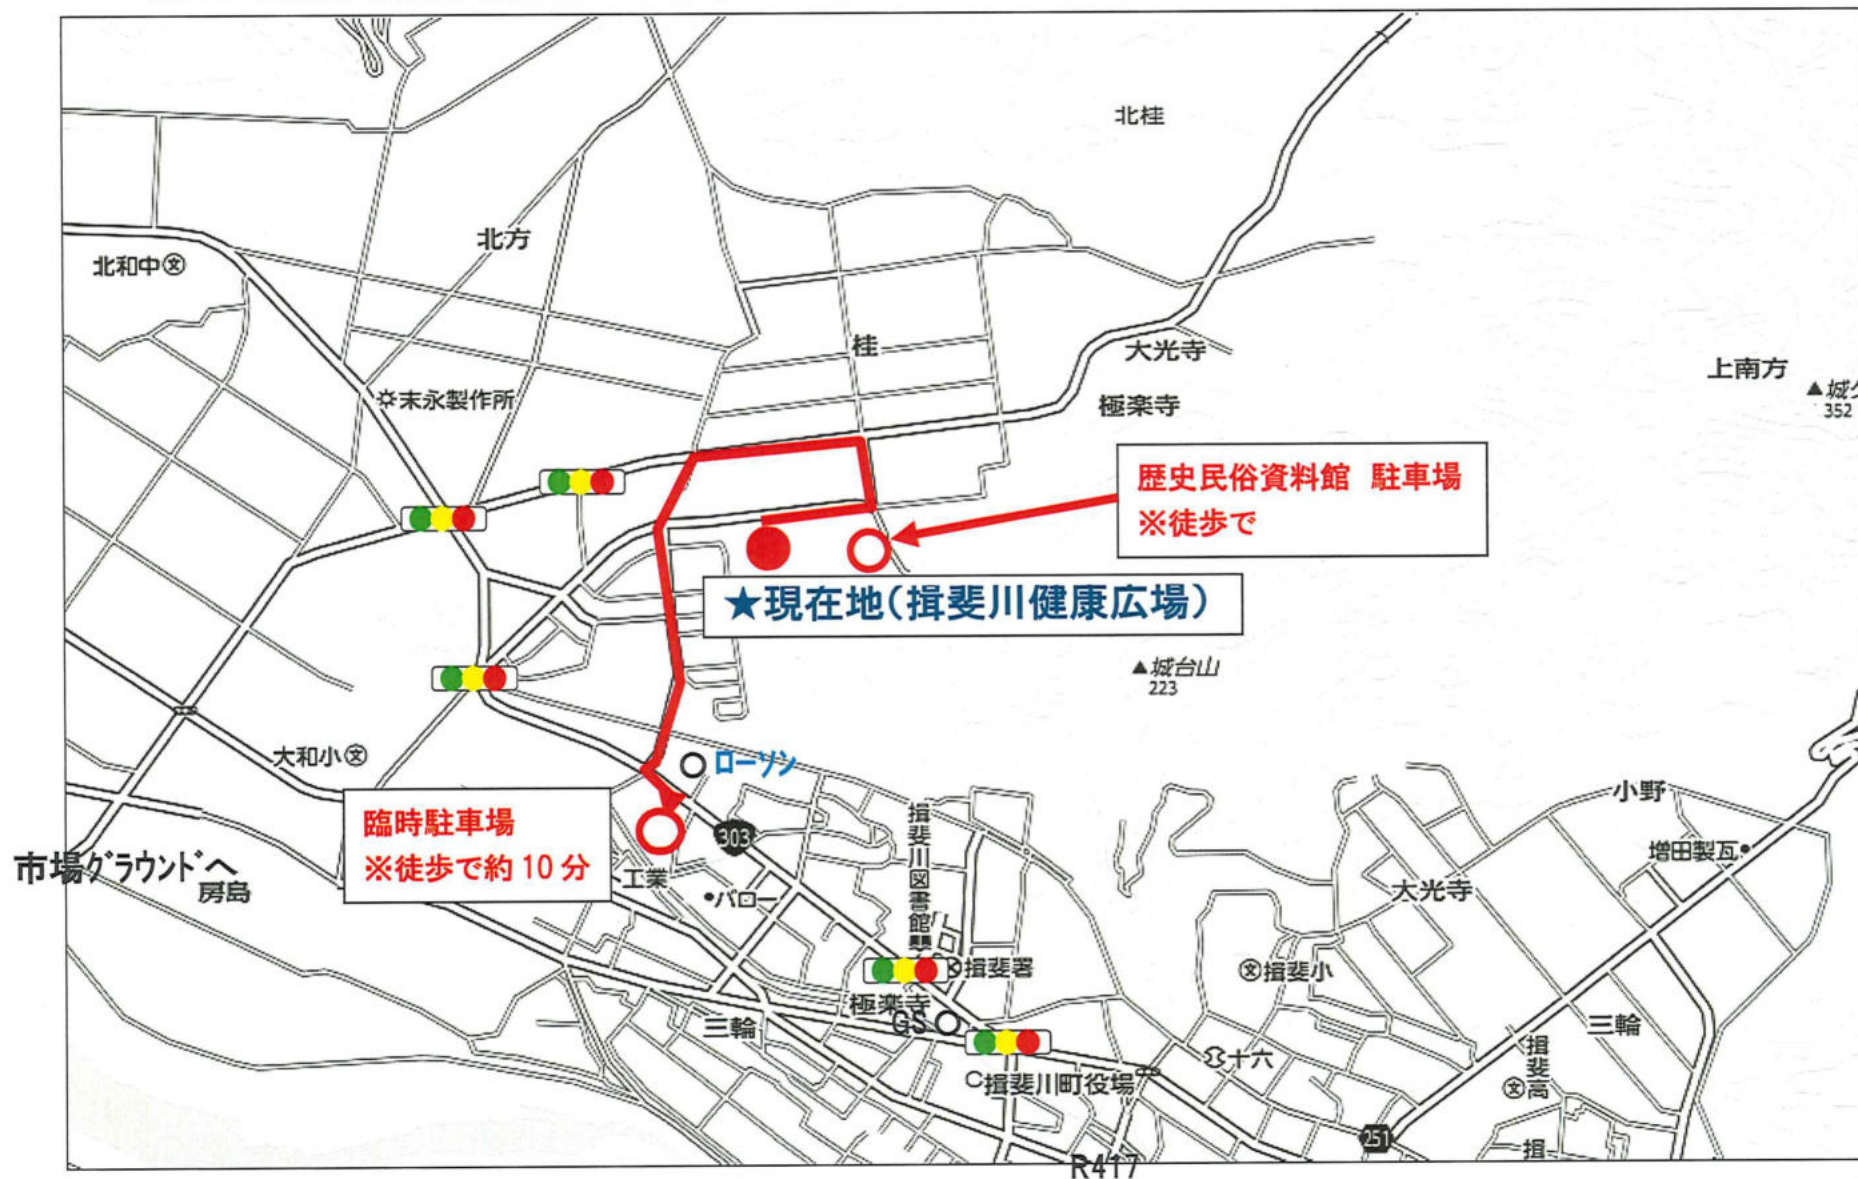 北桂
北方
北和中
桂
大光寺
上南方
末永製作所
極楽寺
352
歴史民俗資料館 駐車場
※徒歩で
★現在地(揖斐川健康広場)
▲城台山
223
大和小
ローソン
小野
臨時駐車場
※徒歩で約10分
303
揖斐川図書館
増田製瓦
市場グラウンドへ
房島
工業
バロー
大光寺
揖斐署
揖斐小
極楽寺
GS
三輪
三輪
十六
揖斐高
揖斐川町役場
251
揖
R417